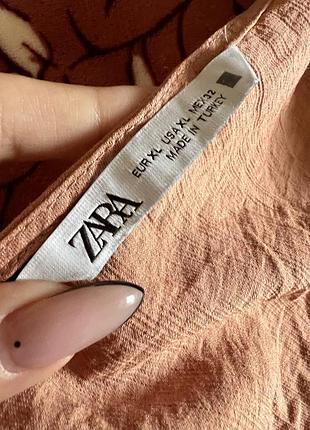 ZARA
EUR XL USA XL MEX 32
MADE IN TURKEY